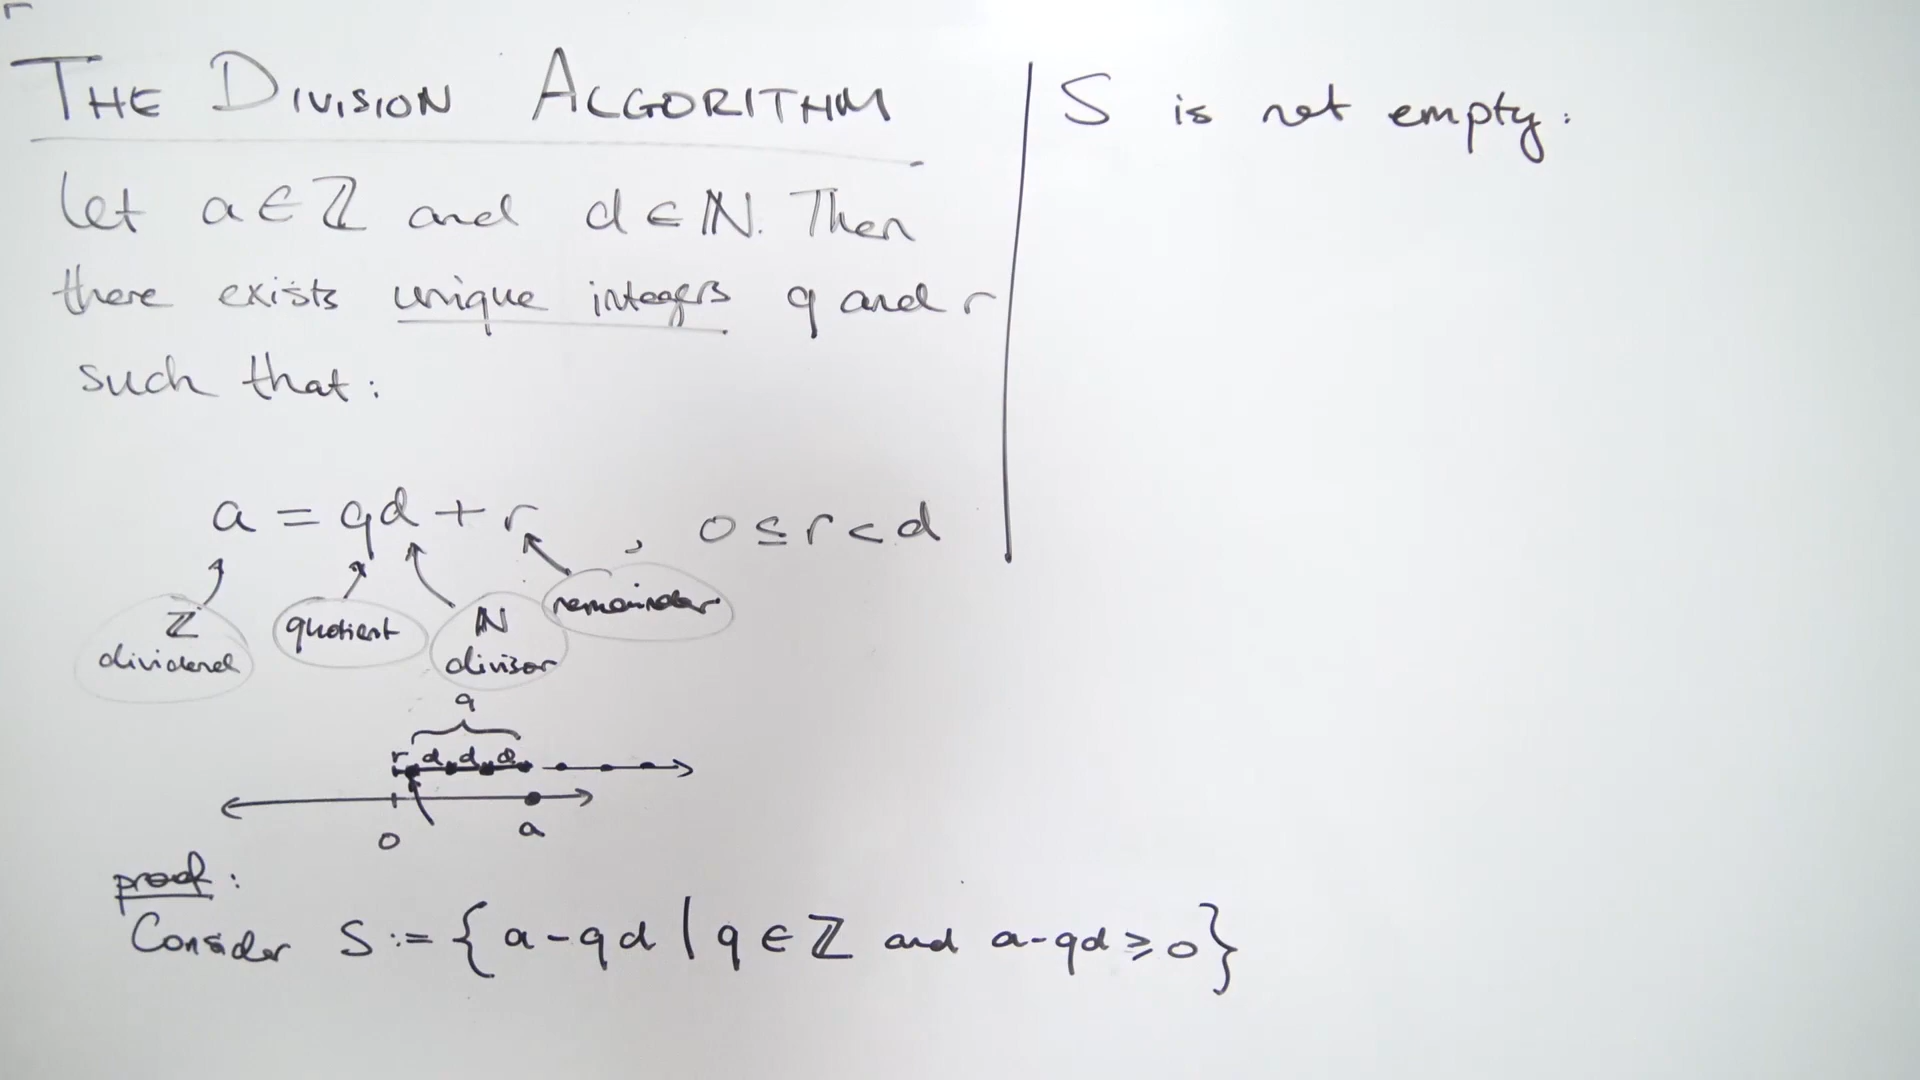 THE DIVISION ALGORITHM
Let a ∈ ℤ and d ∈ ℕ. Then
there exists unique integers q and r
such that:
a = qd + r , 0 ≤ r < d
ℤ
dividend
quotient
ℕ
divisor
remainder
q
r d d d
0 a
proof:
Consider S := { a - qd | q ∈ ℤ and a - qd ⩾ 0 }
S is not empty: